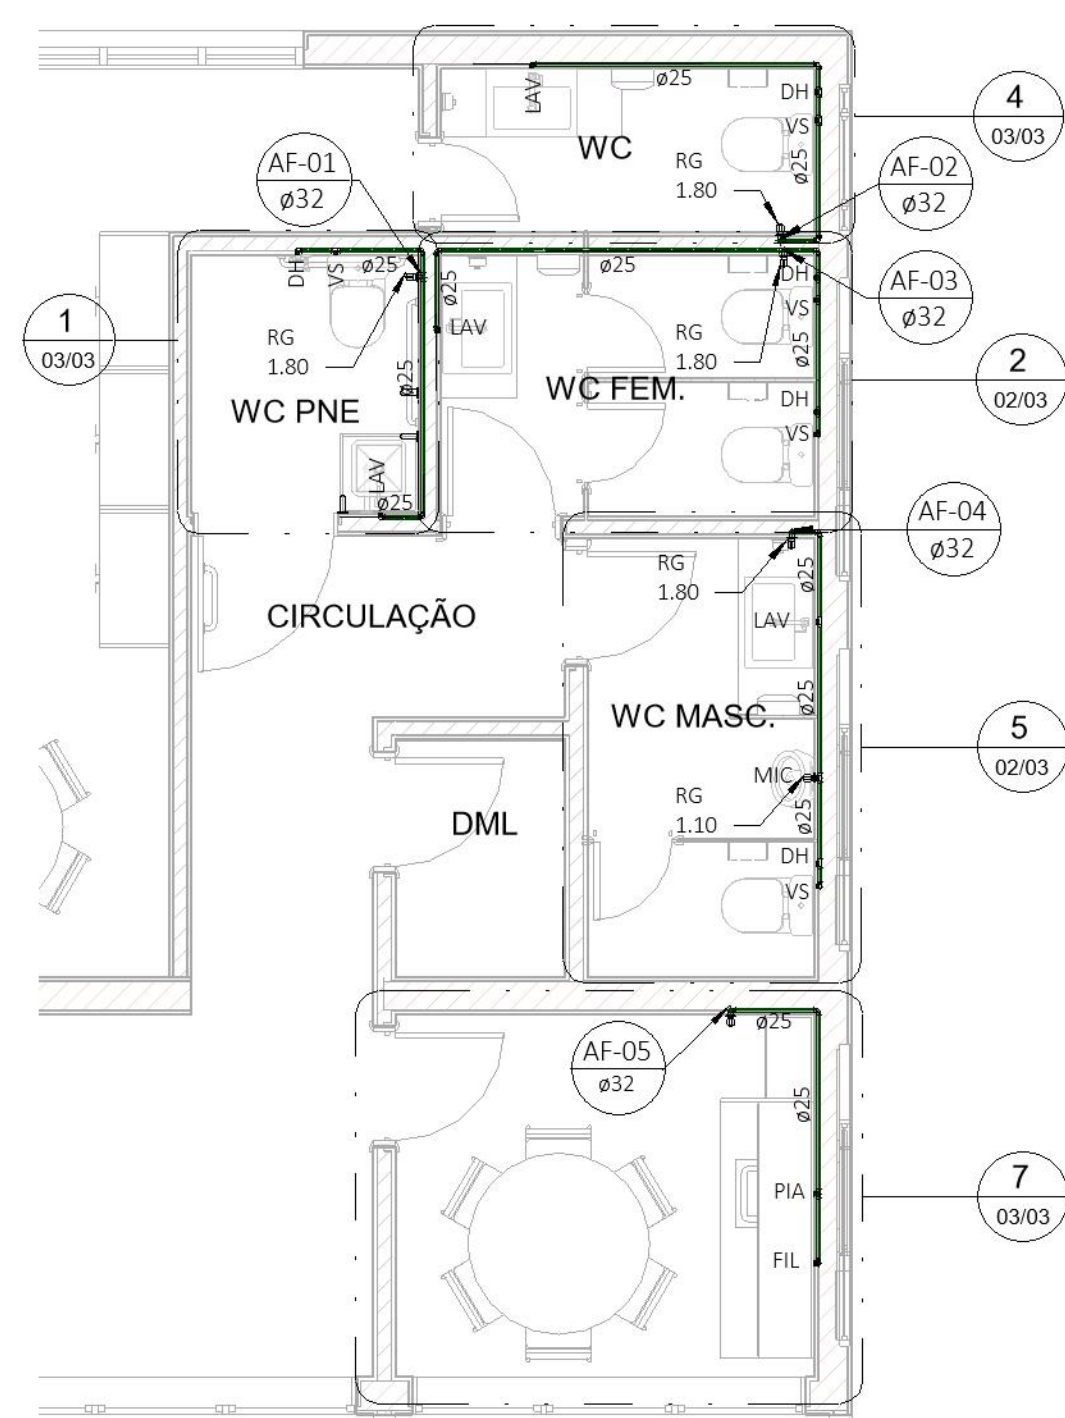 ø25
LAV
DH
4
03/03
VS
WC
ø25
AF-01
ø32
RG
1.80
AF-02
ø32
DH
VS
ø25
ø25
ø25
DH
AF-03
ø32
VS
1
03/03
RG
1.80
LAV
RG
1.80
ø25
2
02/03
ø25
WC PNE
WC FEM.
DH
VS
LAV
ø25
AF-04
ø32
RG
1.80
ø25
CIRCULAÇÃO
LAV
ø25
WC MASC.
5
02/03
MIC
RG
1.10
ø25
DML
DH
VS
AF-05
ø32
ø25
ø25
PIA
7
03/03
FIL